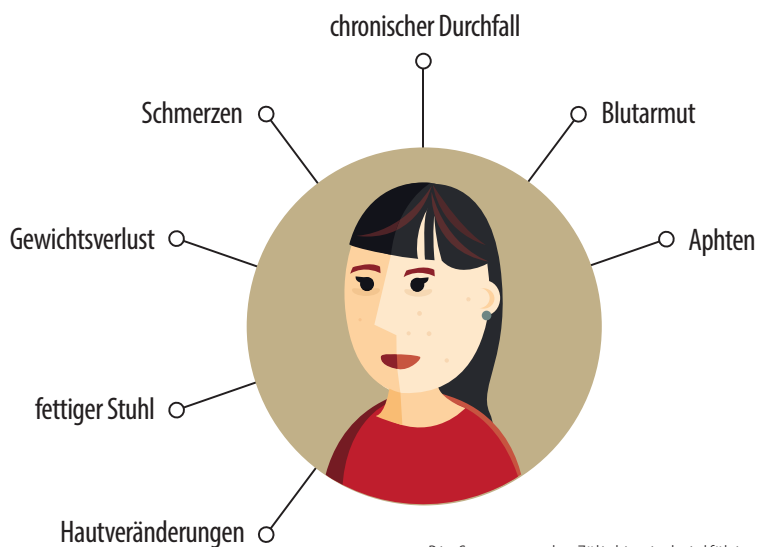 chronischer Durchfall
Schmerzen
Blutarmut
Gewichtsverlust
Aphten
fettiger Stuhl
Hautveränderungen